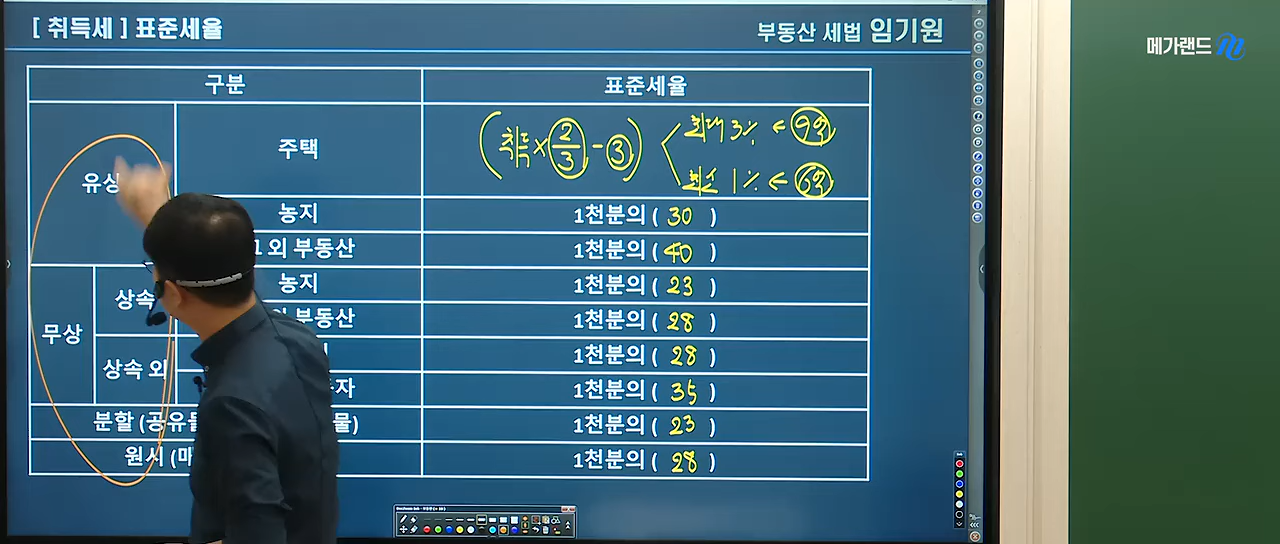 [ 취득세 ] 표준세율
부동산 세법 임기원
메가랜드
구분 표준세율
유상 주택 (취득×2/3-3) 최대 3% ← 9억
최소 1% ← 6억
농지 1천분의 ( 30 )
외 부동산 1천분의 ( 40 )
무상 상속 농지 1천분의 ( 23 )
부동산 1천분의 ( 28 )
상속 외 1천분의 ( 28 )
1천분의 ( 35 )
분할 (공유 물) 1천분의 ( 23 )
원시 1천분의 ( 28 )